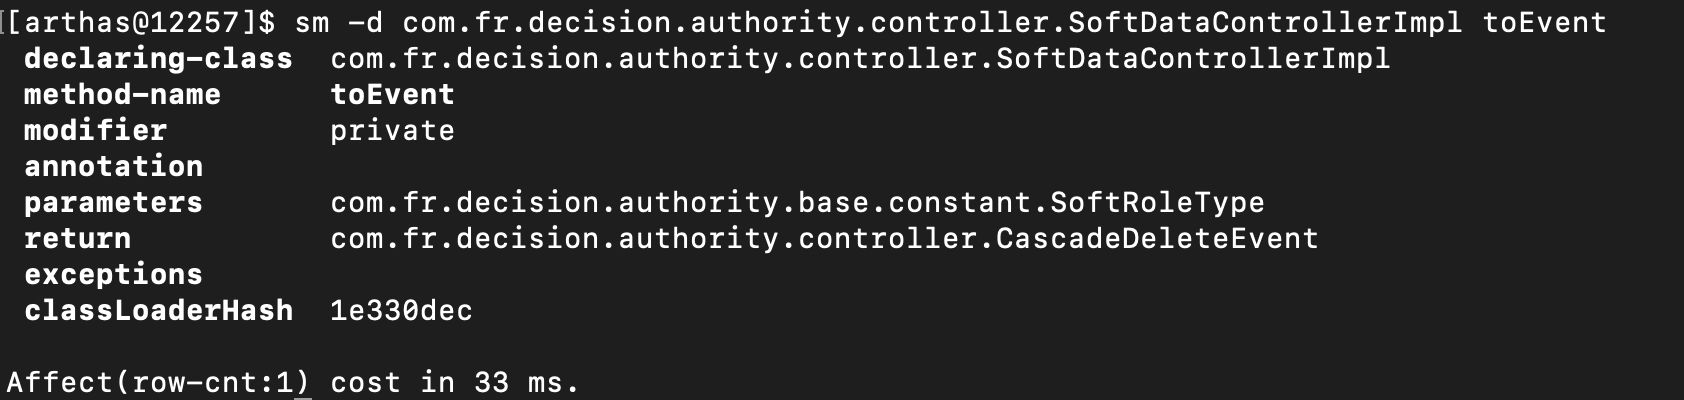 [[arthas@12257]$ sm -d com.fr.decision.authority.controller.SoftDataControllerImpl toEvent
declaring-class com.fr.decision.authority.controller.SoftDataControllerImpl
method-name toEvent
modifier private
annotation
parameters com.fr.decision.authority.base.constant.SoftRoleType
return com.fr.decision.authority.controller.CascadeDeleteEvent
exceptions
classLoaderHash 1e330dec
Affect(row-cnt:1) cost in 33 ms.